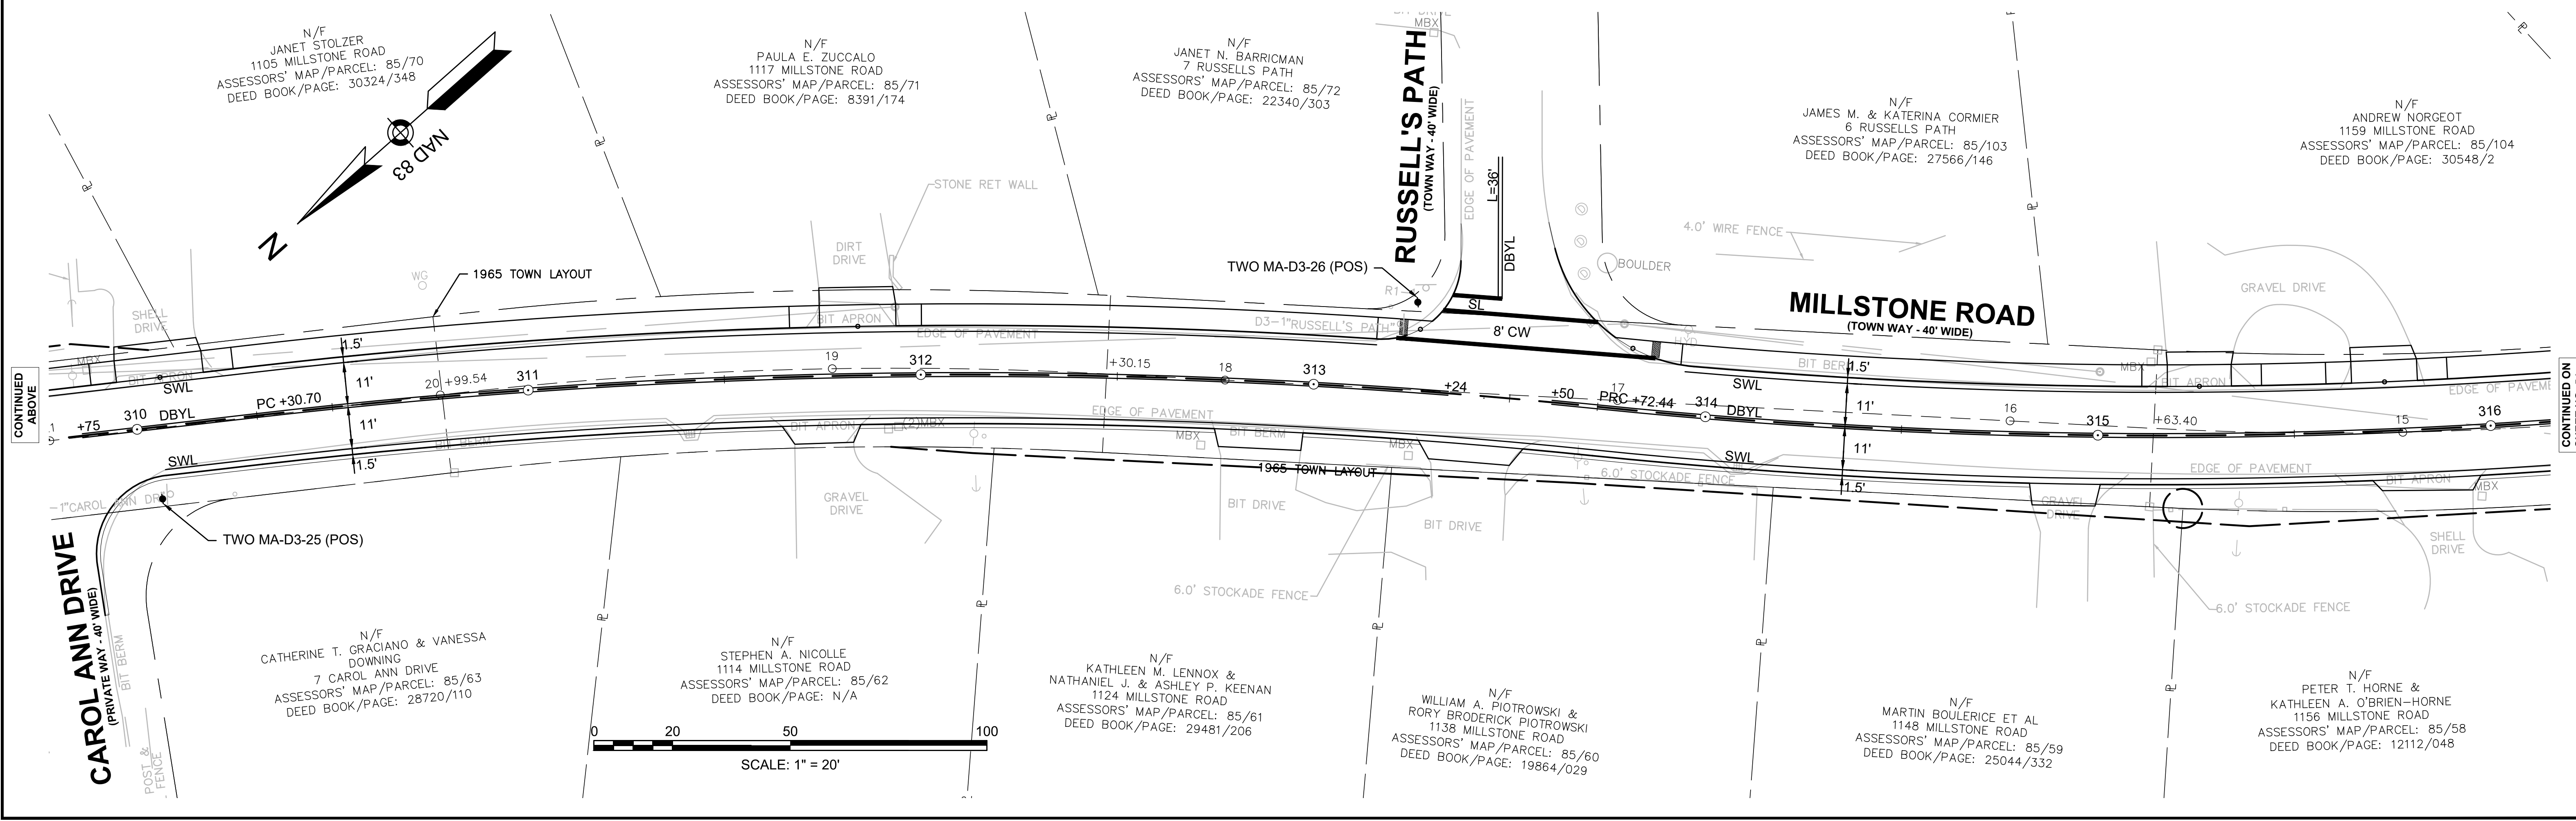 N/F
JANET STOLZER
1105 MILLSTONE ROAD
ASSESSORS' MAP/PARCEL: 85/70
DEED BOOK/PAGE: 30324/348
N/F
PAULA E. ZUCCALO
1117 MILLSTONE ROAD
ASSESSORS' MAP/PARCEL: 85/71
DEED BOOK/PAGE: 8391/174
N/F
JANET N. BARRICMAN
7 RUSSELLS PATH
ASSESSORS' MAP/PARCEL: 85/72
DEED BOOK/PAGE: 22340/303
MBX
RUSSELL'S PATH
(TOWN WAY - 40' WIDE)
EDGE OF PAVEMENT
L=36'
DBYL
N/F
JAMES M. & KATERINA CORMIER
6 RUSSELLS PATH
ASSESSORS' MAP/PARCEL: 85/103
DEED BOOK/PAGE: 27566/146
N/F
ANDREW NORGEOT
1159 MILLSTONE ROAD
ASSESSORS' MAP/PARCEL: 85/104
DEED BOOK/PAGE: 30548/2
NAD 83
N
STONE RET WALL
4.0' WIRE FENCE
DIRT
DRIVE
WG
1965 TOWN LAYOUT
TWO MA-D3-26 (POS)
R1
BOULDER
GRAVEL DRIVE
MILLSTONE ROAD
(TOWN WAY - 40' WIDE)
SHELL
DRIVE
BIT APRON
EDGE OF PAVEMENT
D3-1"RUSSELL'S PATH"
SL
8' CW
HYD
MBX
BIT APRON
SWL
1.5'
11'
11'
1.5'
19
312
+30.15
18
313
+24
+50
17
PRC +72.44
314
DBYL
SWL
BIT BERM
1.5'
11'
11'
1.5'
MBX
BIT APRON
EDGE OF PAVEME
16
315
+63.40
15
316
CONTINUED
ABOVE
CONTINUED ON
+75
310
DBYL
PC +30.70
20
+99.54
311
SWL
BIT BERM
BIT APRON
(2)MBX
EDGE OF PAVEMENT
MBX
BIT BERM
MBX
1965 TOWN LAYOUT
SWL
6.0' STOCKADE FENCE
EDGE OF PAVEMENT
BIT APRON
MBX
-1"CAROL ANN DR
TWO MA-D3-25 (POS)
GRAVEL
DRIVE
BIT DRIVE
BIT DRIVE
GRAVEL
DRIVE
SHELL
DRIVE
6.0' STOCKADE FENCE
6.0' STOCKADE FENCE
CAROL ANN DRIVE
(PRIVATE WAY - 40' WIDE)
BIT BERM
POST &
FENCE
N/F
CATHERINE T. GRACIANO & VANESSA
DOWNING
7 CAROL ANN DRIVE
ASSESSORS' MAP/PARCEL: 85/63
DEED BOOK/PAGE: 28720/110
N/F
STEPHEN A. NICOLLE
1114 MILLSTONE ROAD
ASSESSORS' MAP/PARCEL: 85/62
DEED BOOK/PAGE: N/A
N/F
KATHLEEN M. LENNOX &
NATHANIEL J. & ASHLEY P. KEENAN
1124 MILLSTONE ROAD
ASSESSORS' MAP/PARCEL: 85/61
DEED BOOK/PAGE: 29481/206
N/F
WILLIAM A. PIOTROWSKI &
RORY BRODERICK PIOTROWSKI
1138 MILLSTONE ROAD
ASSESSORS' MAP/PARCEL: 85/60
DEED BOOK/PAGE: 19864/029
N/F
MARTIN BOULERICE ET AL
1148 MILLSTONE ROAD
ASSESSORS' MAP/PARCEL: 85/59
DEED BOOK/PAGE: 25044/332
N/F
PETER T. HORNE &
KATHLEEN A. O'BRIEN-HORNE
1156 MILLSTONE ROAD
ASSESSORS' MAP/PARCEL: 85/58
DEED BOOK/PAGE: 12112/048
0 20 50 100
SCALE: 1" = 20'